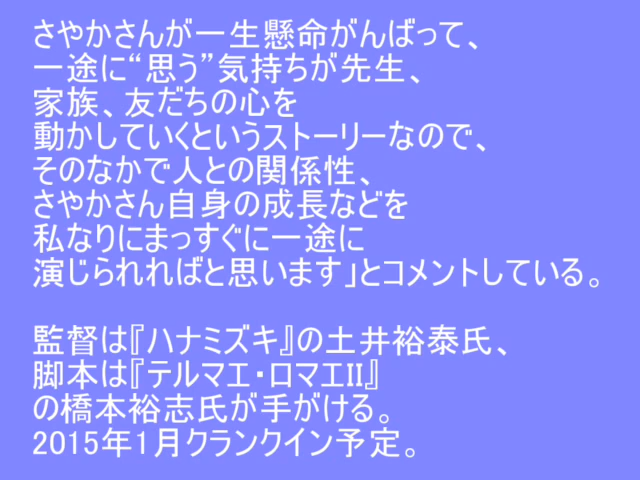 さやかさんが一生懸命がんばって、
一途に“思う”気持ちが先生、
家族、友だちの心を
動かしていくというストーリーなので、
そのなかで人との関係性、
さやかさん自身の成長などを
私なりにまっすぐに一途に
演じられればと思います」とコメントしている。
監督は『ハナミズキ』の土井裕泰氏、
脚本は『テルマエ・ロマエII』
の橋本裕志氏が手がける。
2015年1月クランクイン予定。